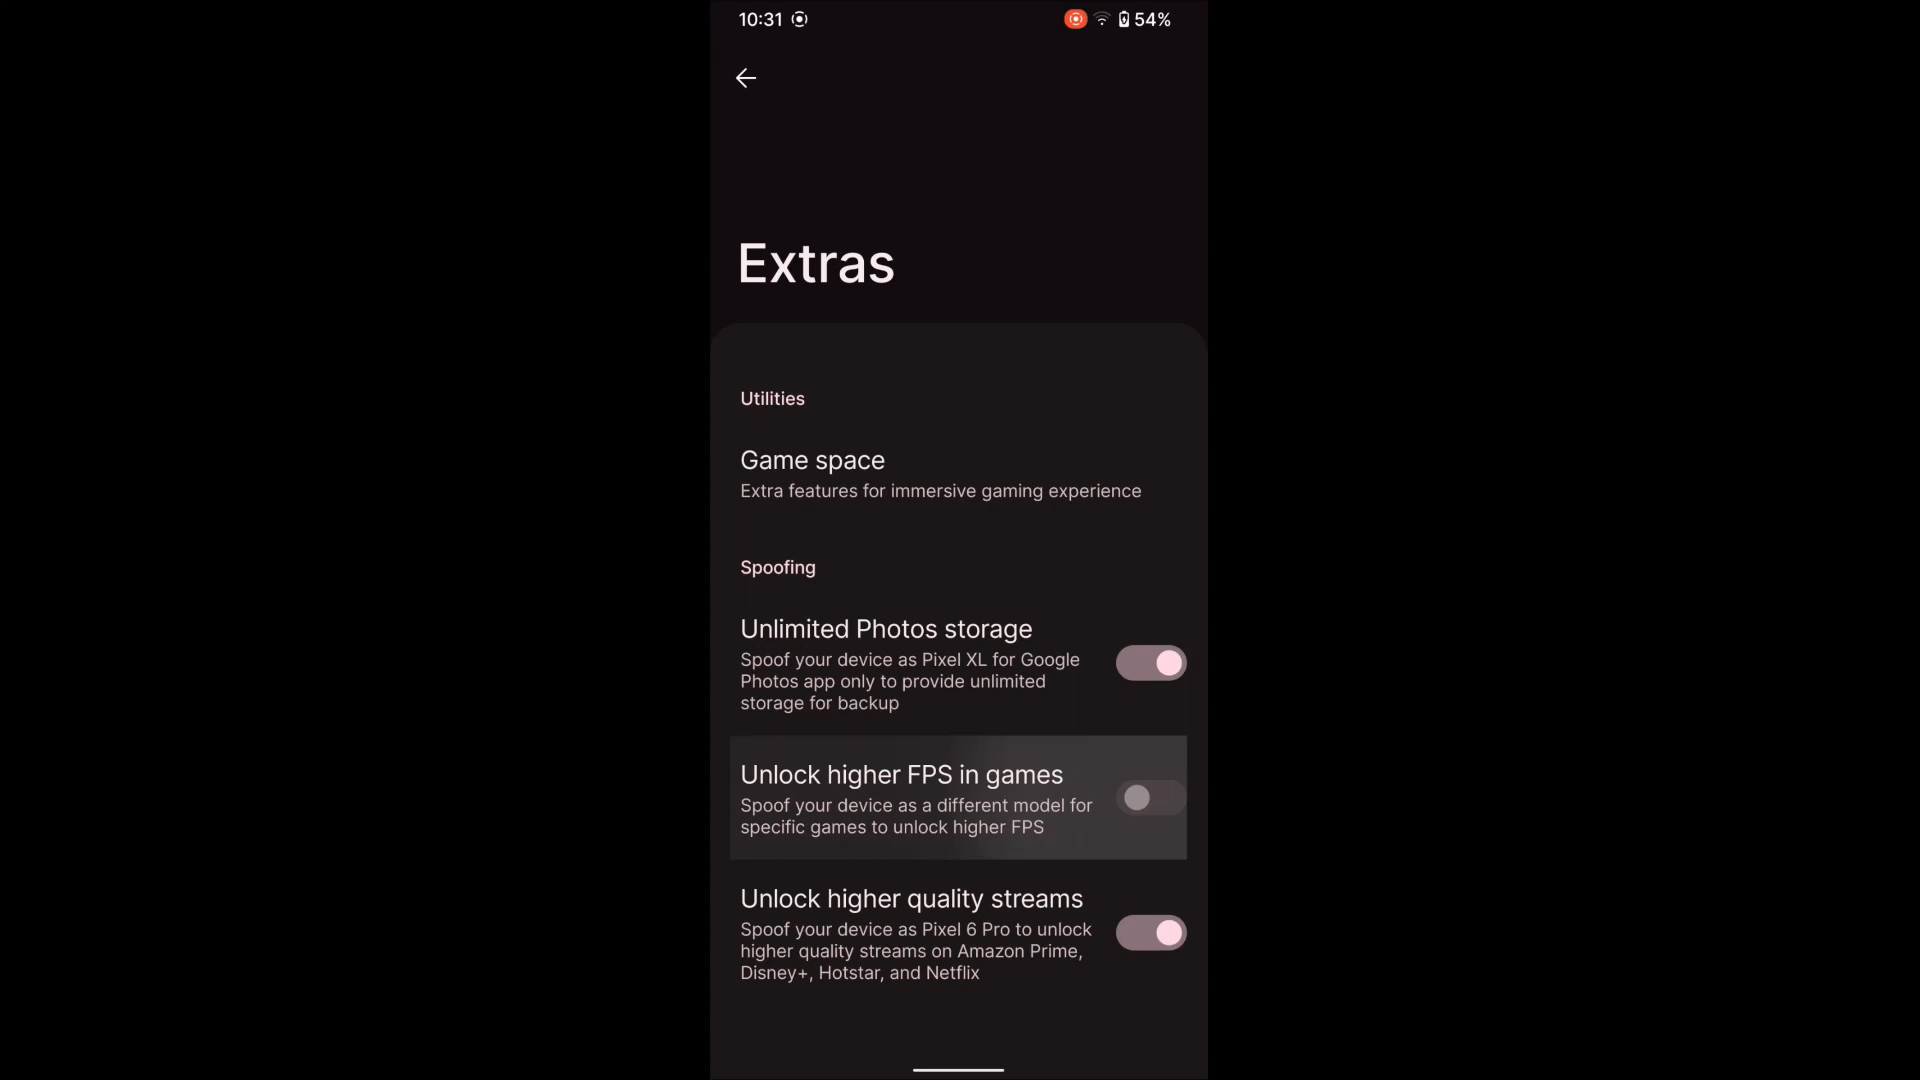 10:31
54%
Extras
Utilities
Game space
Extra features for immersive gaming experience
Spoofing
Unlimited Photos storage
Spoof your device as Pixel XL for Google
Photos app only to provide unlimited
storage for backup
Unlock higher FPS in games
Spoof your device as a different model for
specific games to unlock higher FPS
Unlock higher quality streams
Spoof your device as Pixel 6 Pro to unlock
higher quality streams on Amazon Prime,
Disney+, Hotstar, and Netflix